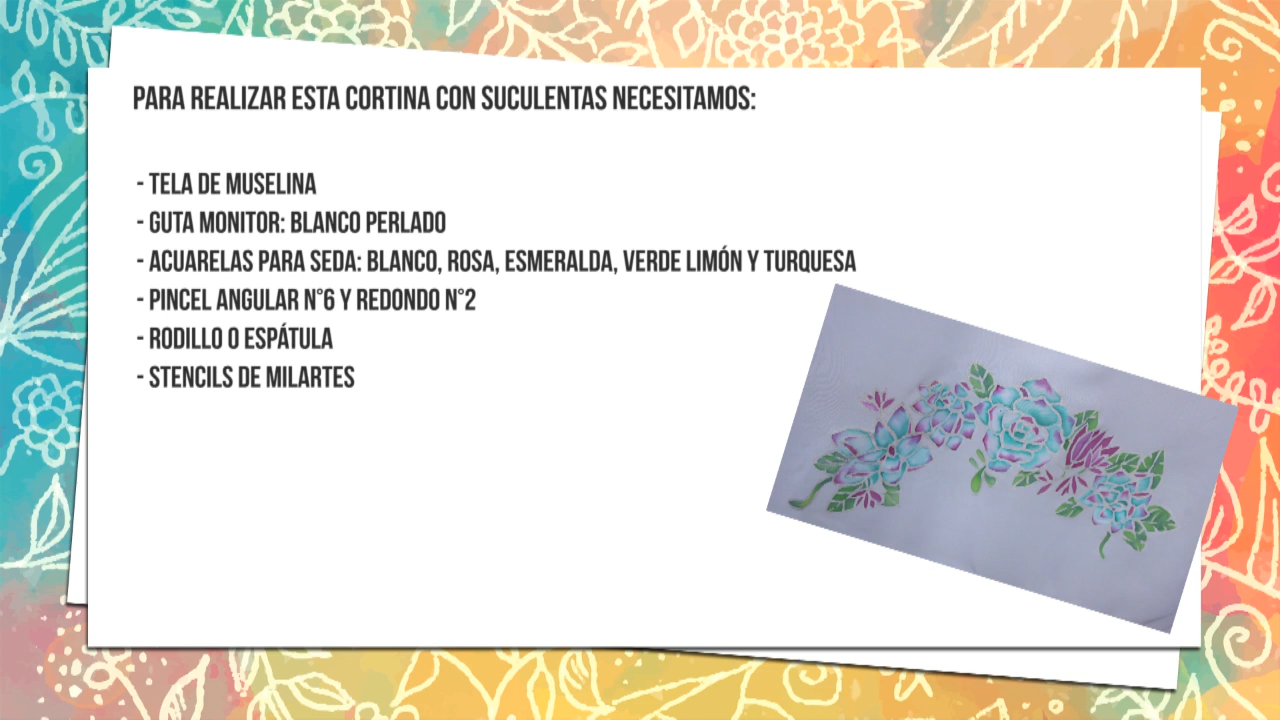 PARA REALIZAR ESTA CORTINA CON SUCULENTAS NECESITAMOS:
- TELA DE MUSELINA
- GUTA MONITOR: BLANCO PERLADO
- ACUARELAS PARA SEDA: BLANCO, ROSA, ESMERALDA, VERDE LIMÓN Y TURQUESA
- PINCEL ANGULAR N°6 Y REDONDO N°2
- RODILLO O ESPÁTULA
- STENCILS DE MILARTES